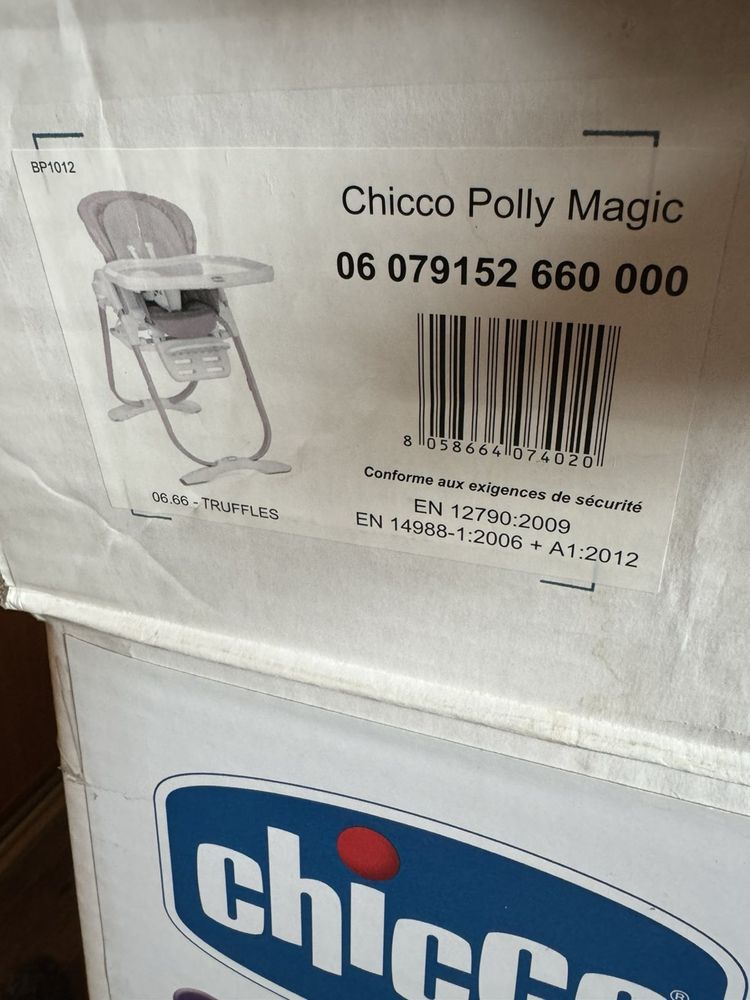 BP1012
Chicco Polly Magic
06 079152 660 000
8 058664 074020
Conforme aux exigences de sécurité
EN 12790:2009
EN 14988-1:2006 + A1:2012
06.66 - TRUFFLES
chicco
®